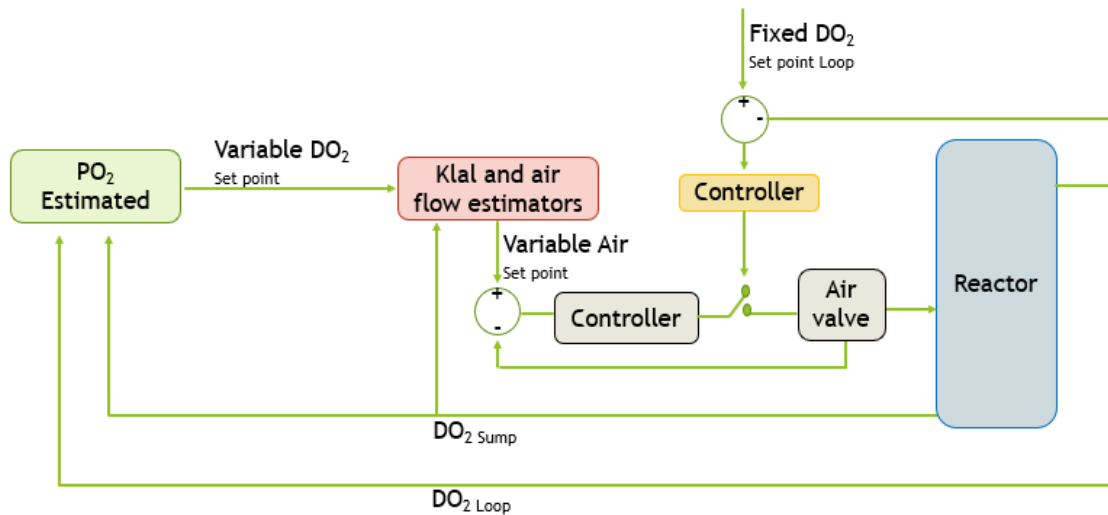 Fixed DO₂
Set point Loop
+
-
PO₂
Estimated
Variable DO₂
Set point
Klal and air
flow estimators
Controller
Variable Air
Set point
+
-
Controller
Air
valve
Reactor
DO₂ Sump
DO₂ Loop